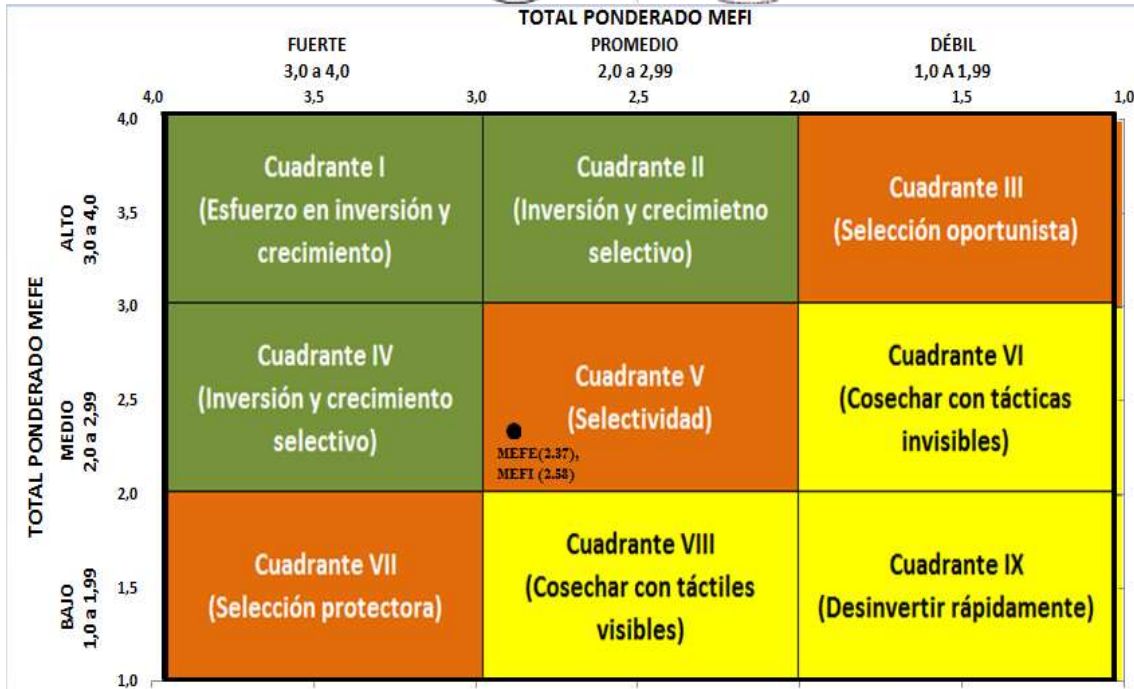 TOTAL PONDERADO MEFI
FUERTE
3,0 a 4,0
PROMEDIO
2,0 a 2,99
DÉBIL
1,0 A 1,99
4,0
3,5
3,0
2,5
2,0
1,5
1,0
TOTAL PONDERADO MEFE
ALTO
3,0 a 4,0
MEDIO
2,0 a 2,99
BAJO
1,0 a 1,99
4,0
3,5
3,0
2,5
2,0
1,5
1,0
Cuadrante I
(Esfuerzo en inversión y
crecimiento)
Cuadrante II
(Inversión y crecimietno
selectivo)
Cuadrante III
(Selección oportunista)
Cuadrante IV
(Inversión y crecimiento
selectivo)
Cuadrante V
(Selectividad)
MEFE(2.37),
MEFI (2.58)
Cuadrante VI
(Cosechar con tácticas
invisibles)
Cuadrante VII
(Selección protectora)
Cuadrante VIII
(Cosechar con táctiles
visibles)
Cuadrante IX
(Desinvertir rápidamente)